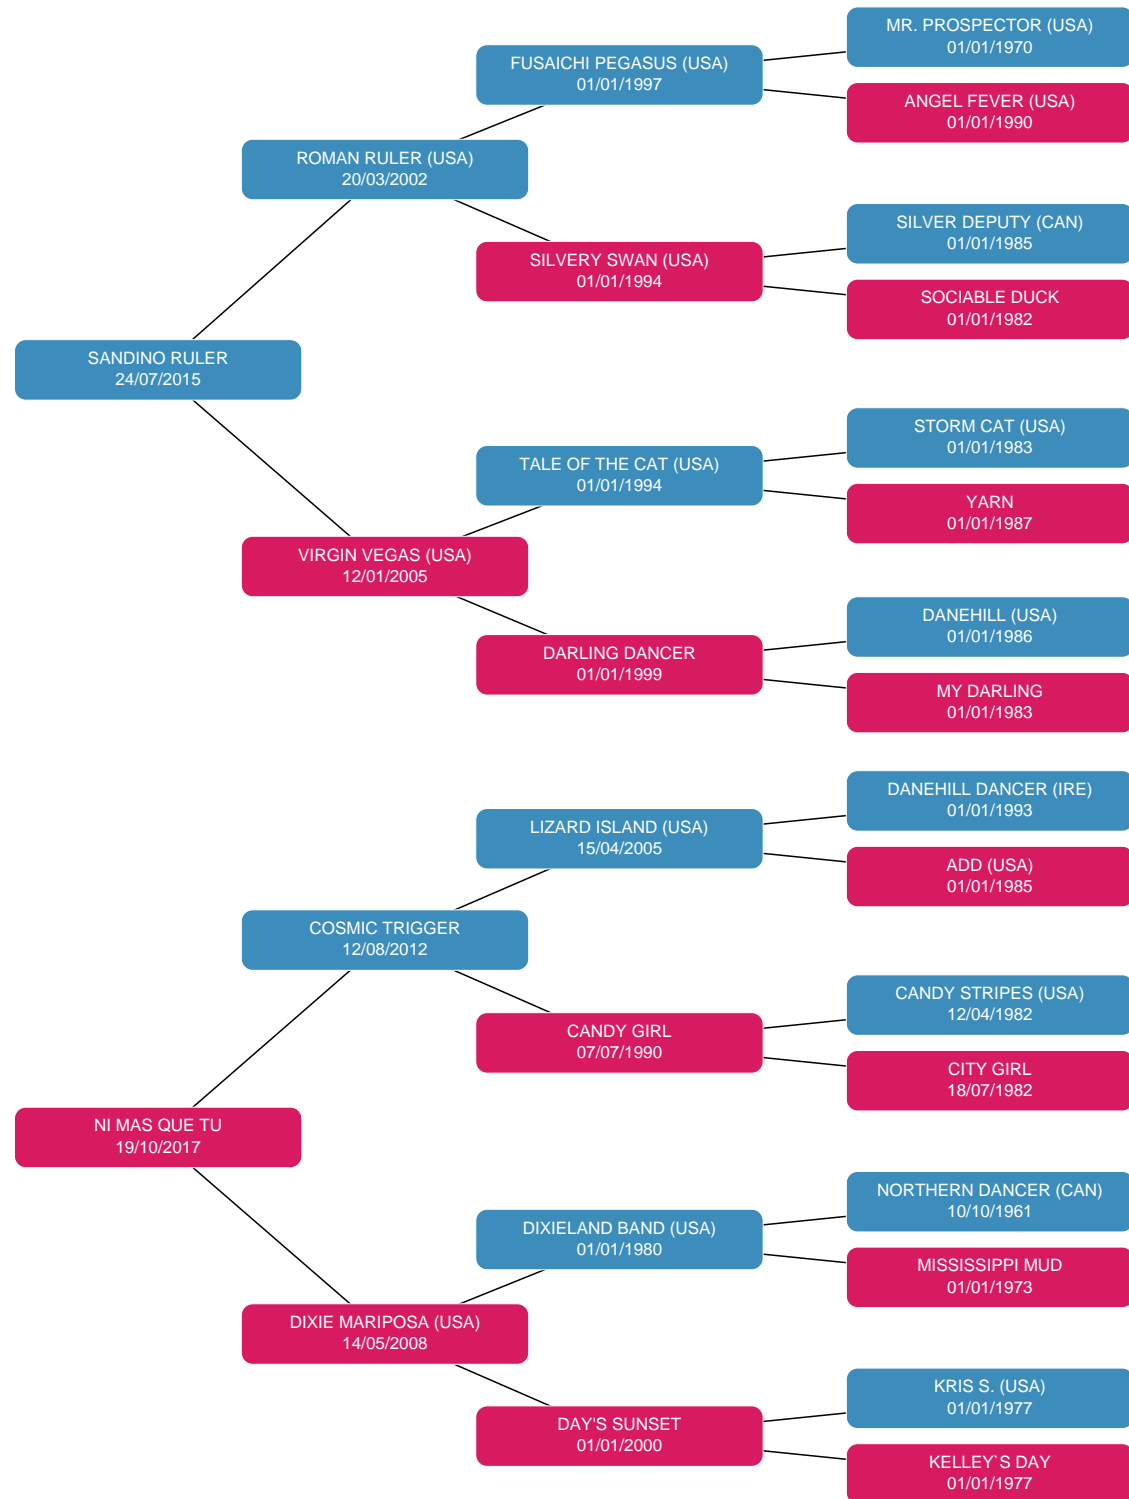 MR. PROSPECTOR (USA)
01/01/1970
FUSAICHI PEGASUS (USA)
01/01/1997
ANGEL FEVER (USA)
01/01/1990
ROMAN RULER (USA)
20/03/2002
SILVER DEPUTY (CAN)
01/01/1985
SILVERY SWAN (USA)
01/01/1994
SOCIABLE DUCK
01/01/1982
SANDINO RULER
24/07/2015
STORM CAT (USA)
01/01/1983
TALE OF THE CAT (USA)
01/01/1994
YARN
01/01/1987
VIRGIN VEGAS (USA)
12/01/2005
DANEHILL (USA)
01/01/1986
DARLING DANCER
01/01/1999
MY DARLING
01/01/1983
DANEHILL DANCER (IRE)
01/01/1993
LIZARD ISLAND (USA)
15/04/2005
ADD (USA)
01/01/1985
COSMIC TRIGGER
12/08/2012
CANDY STRIPES (USA)
12/04/1982
CANDY GIRL
07/07/1990
CITY GIRL
18/07/1982
NI MAS QUE TU
19/10/2017
NORTHERN DANCER (CAN)
10/10/1961
DIXIELAND BAND (USA)
01/01/1980
MISSISSIPPI MUD
01/01/1973
DIXIE MARIPOSA (USA)
14/05/2008
KRIS S. (USA)
01/01/1977
DAY'S SUNSET
01/01/2000
KELLEY`S DAY
01/01/1977